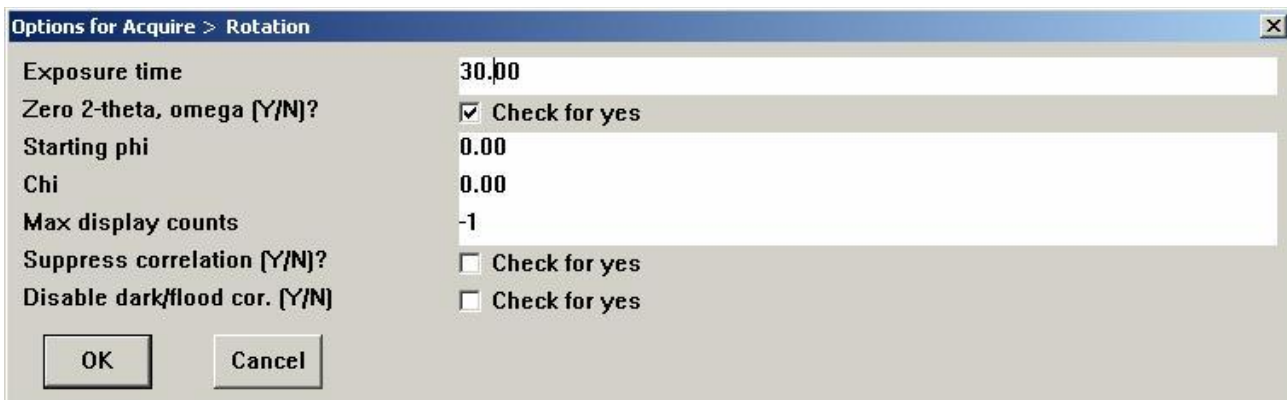 Options for Acquire > Rotation
Exposure time 30.00
Zero 2-theta, omega (Y/N)? Check for yes
Starting phi 0.00
Chi 0.00
Max display counts -1
Suppress correlation (Y/N)? Check for yes
Disable dark/flood cor. (Y/N) Check for yes
OK Cancel